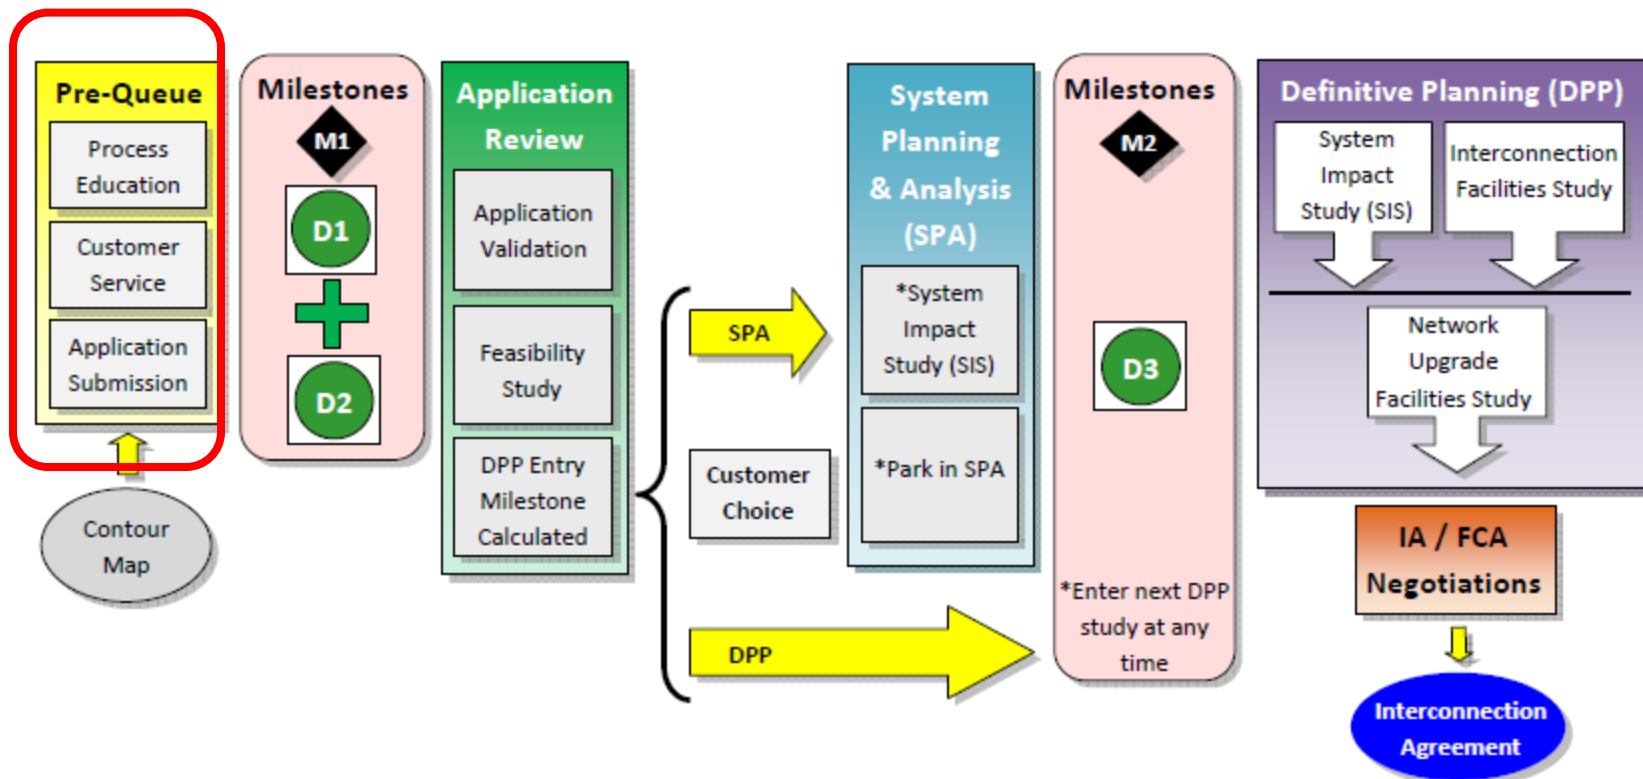 Pre-Queue
Process
Education
Customer
Service
Application
Submission
Contour
Map
Milestones
M1
D1
D2
Application
Review
Application
Validation
Feasibility
Study
DPP Entry
Milestone
Calculated
SPA
Customer
Choice
DPP
System
Planning
& Analysis
(SPA)
*System
Impact
Study (SIS)
*Park in SPA
Milestones
M2
D3
*Enter next DPP
study at any
time
Definitive Planning (DPP)
System
Impact
Study (SIS)
Interconnection
Facilities Study
Network
Upgrade
Facilities Study
IA / FCA
Negotiations
Interconnection
Agreement